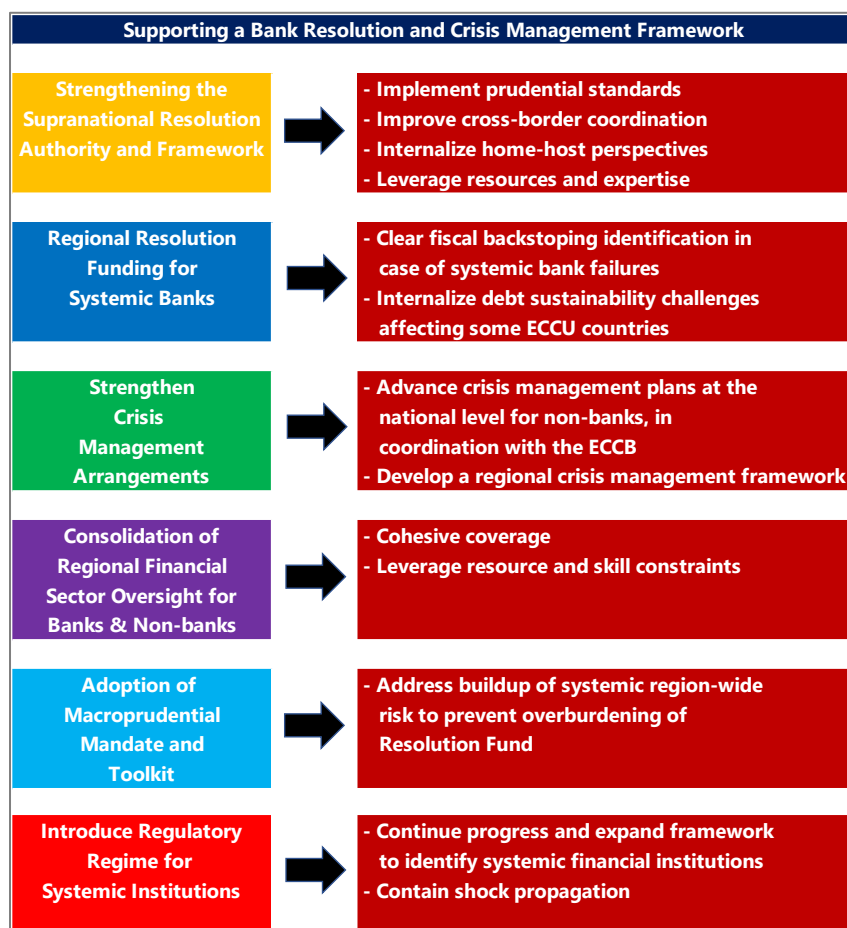 Supporting a Bank Resolution and Crisis Management Framework
Strengthening the
Supranational Resolution
Authority and Framework
- Implement prudential standards
- Improve cross-border coordination
- Internalize home-host perspectives
- Leverage resources and expertise
Regional Resolution
Funding for
Systemic Banks
- Clear fiscal backstoping identification in
case of systemic bank failures
- Internalize debt sustainability challenges
affecting some ECCU countries
Strengthen
Crisis
Management
Arrangements
- Advance crisis management plans at the
national level for non-banks, in
coordination with the ECCB
- Develop a regional crisis management framework
Consolidation of
Regional Financial
Sector Oversight for
Banks & Non-banks
- Cohesive coverage
- Leverage resource and skill constraints
Adoption of
Macroprudential
Mandate and
Toolkit
- Address buildup of systemic region-wide
risk to prevent overburdening of
Resolution Fund
Introduce Regulatory
Regime for
Systemic Institutions
- Continue progress and expand framework
to identify systemic financial institutions
- Contain shock propagation